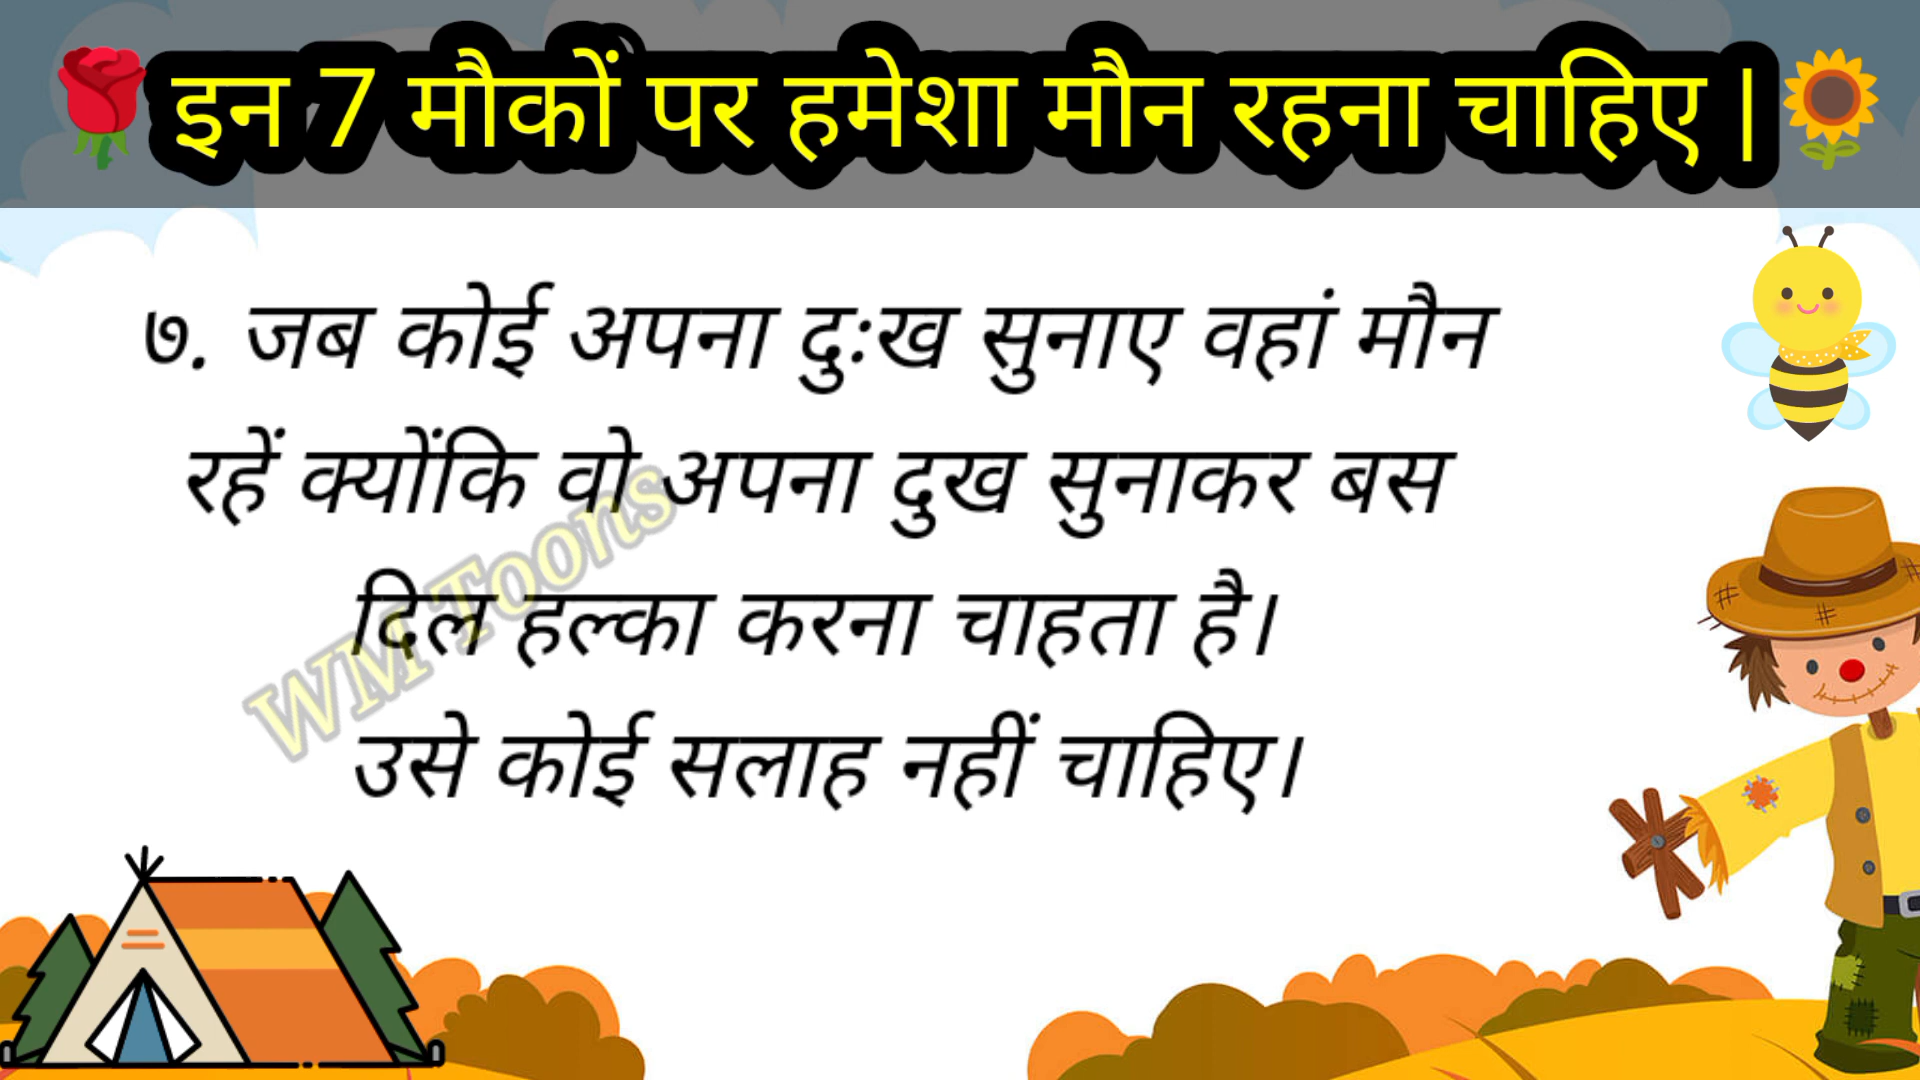 इन 7 मौकों पर हमेशा मौन रहना चाहिए |
७. जब कोई अपना दुःख सुनाए वहां मौन
रहें क्योंकि वो अपना दुख सुनाकर बस
दिल हल्का करना चाहता है।
उसे कोई सलाह नहीं चाहिए।
WM Toons